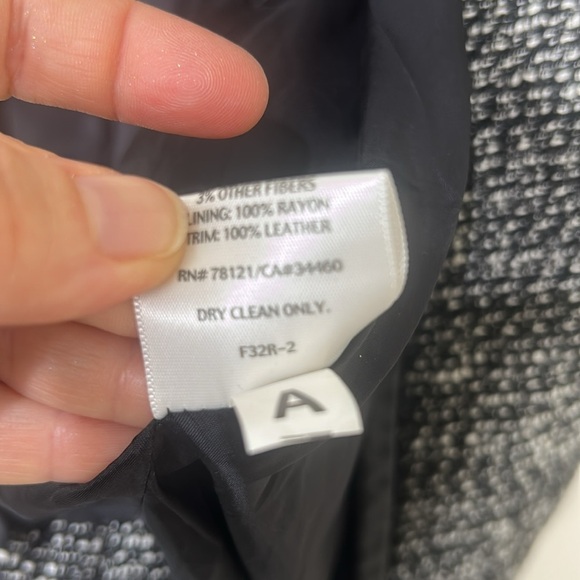 3% OTHER FIBERS
LINING: 100% RAYON
TRIM: 100% LEATHER
RN# 78121/CA#34460
DRY CLEAN ONLY.
F32R-2
A